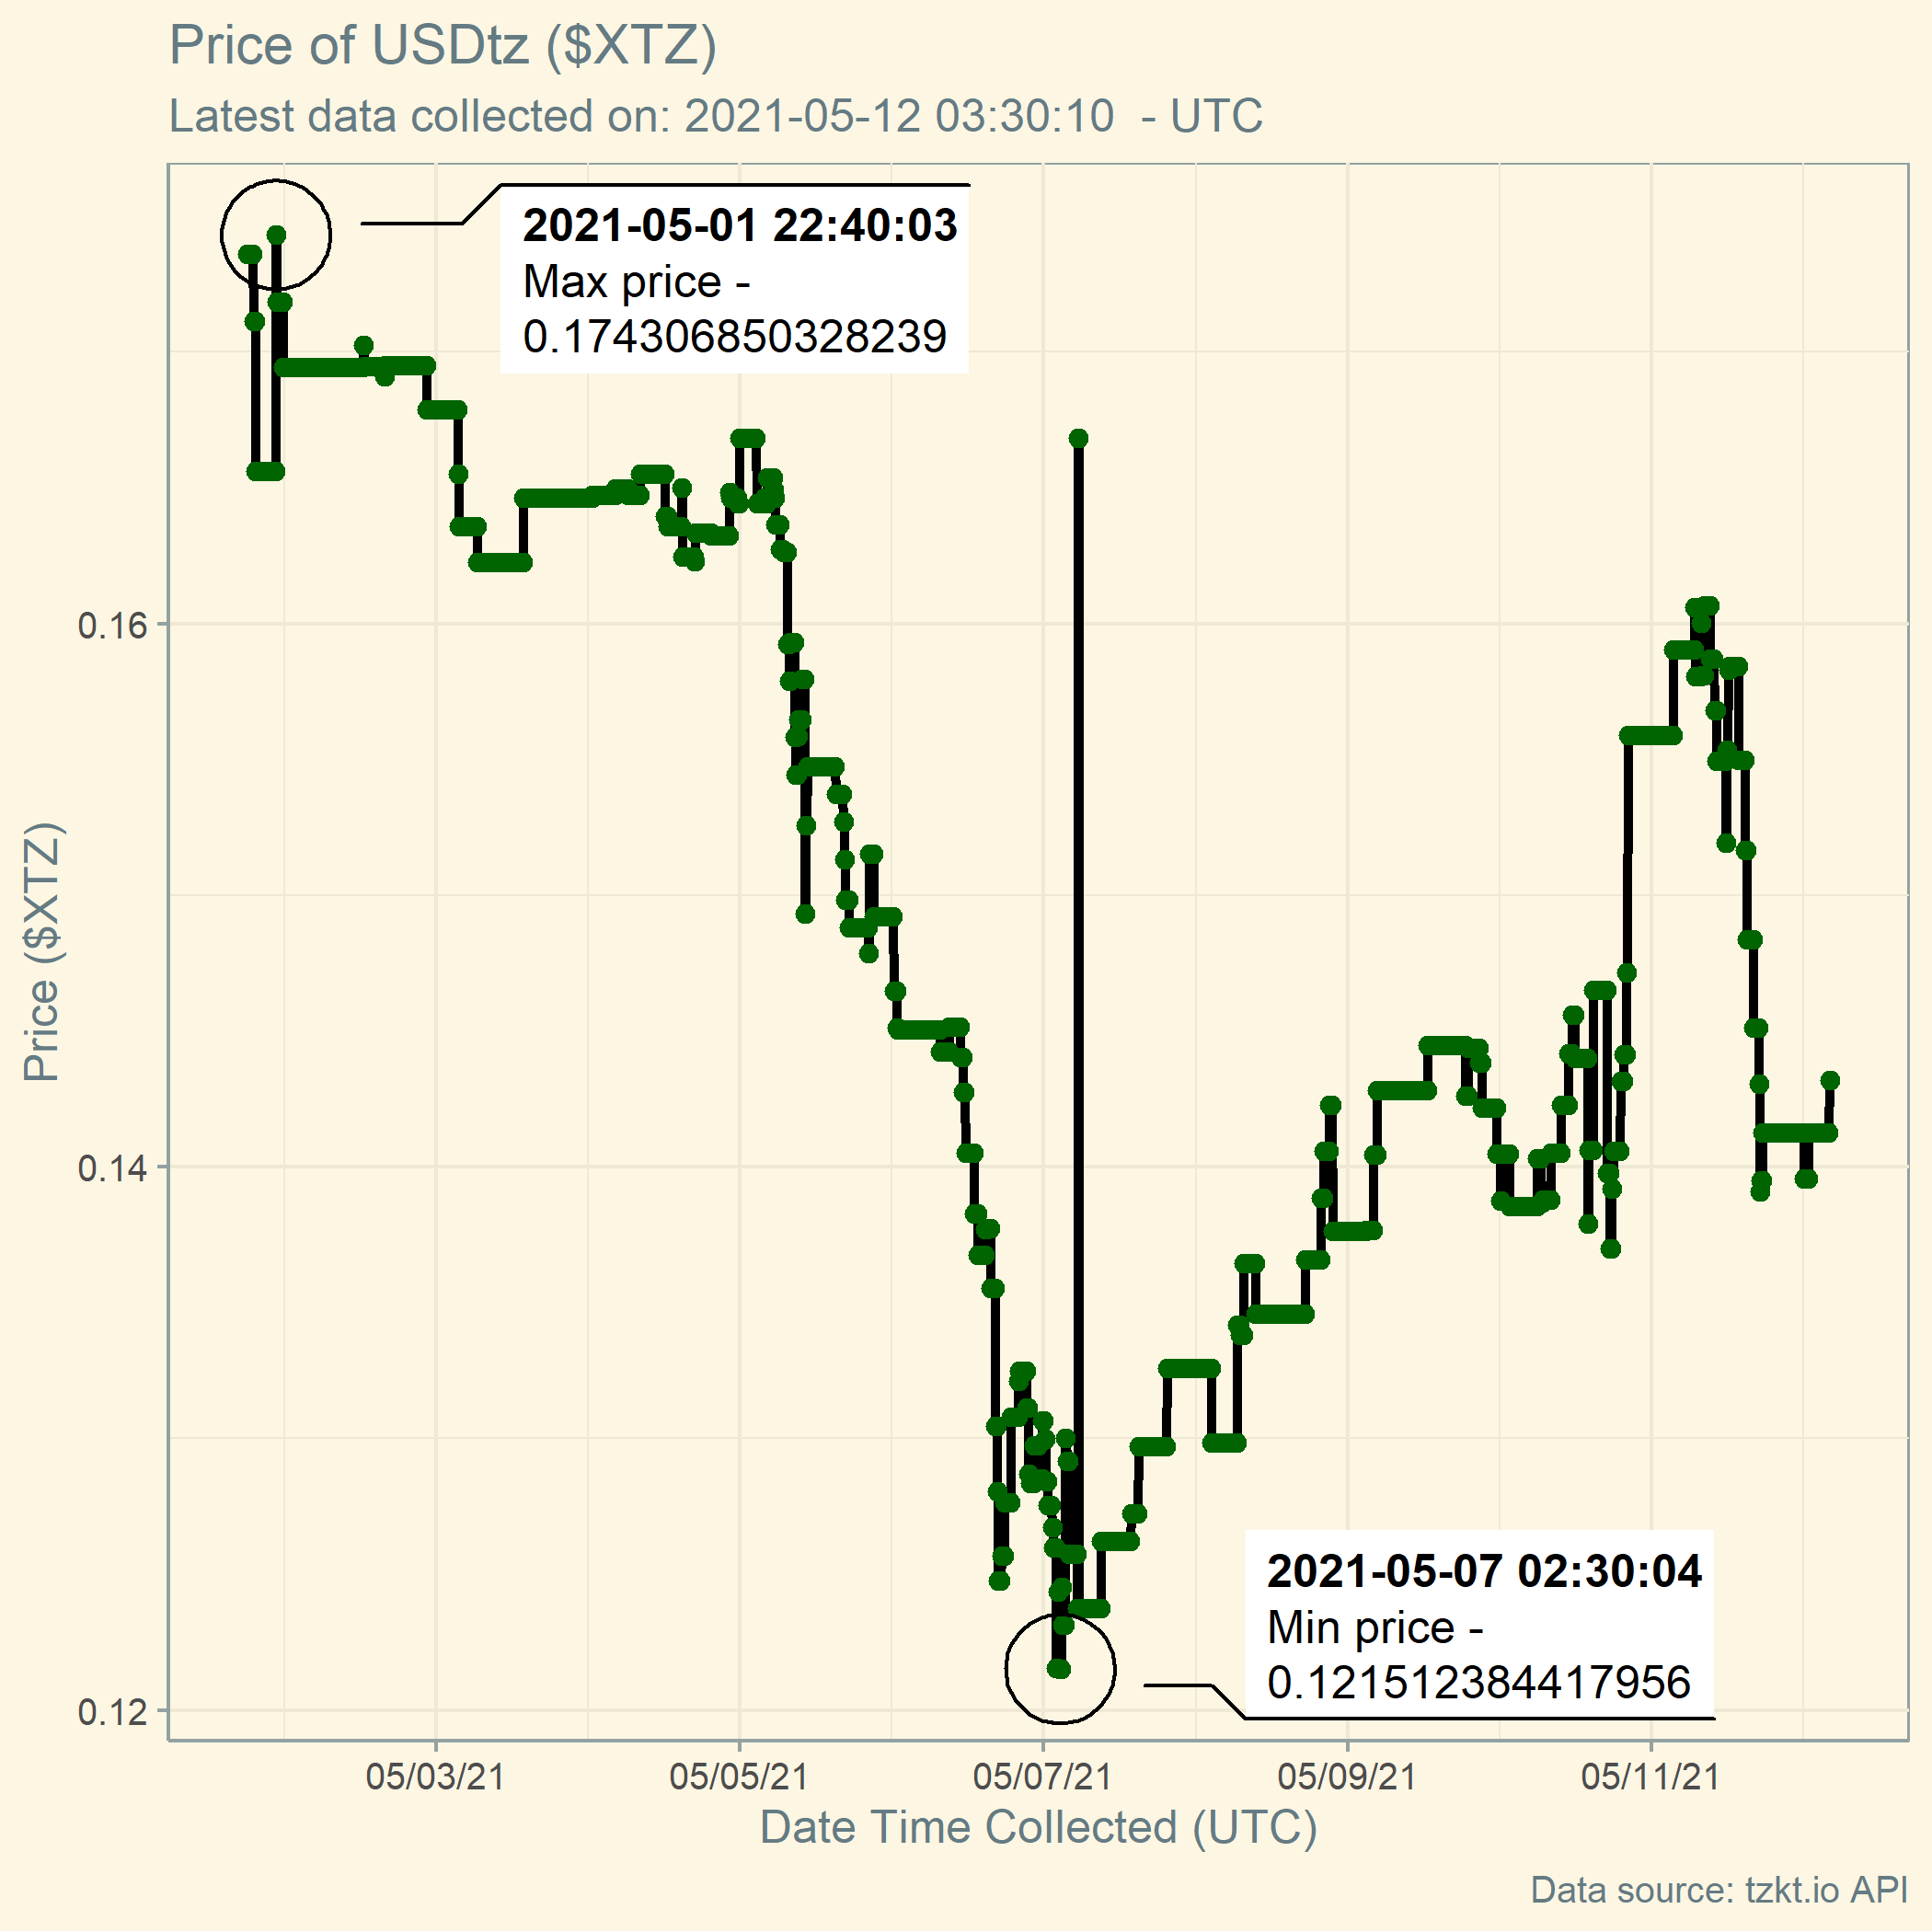 Price of USDtz ($XTZ)
Latest data collected on: 2021-05-12 03:30:10  - UTC
2021-05-01 22:40:03
Max price -
0.174306850328239
0.16
0.14
0.12
Price ($XTZ)
2021-05-07 02:30:04
Min price -
0.121512384417956
05/03/21
05/05/21
05/07/21
05/09/21
05/11/21
Date Time Collected (UTC)
Data source: tzkt.io API